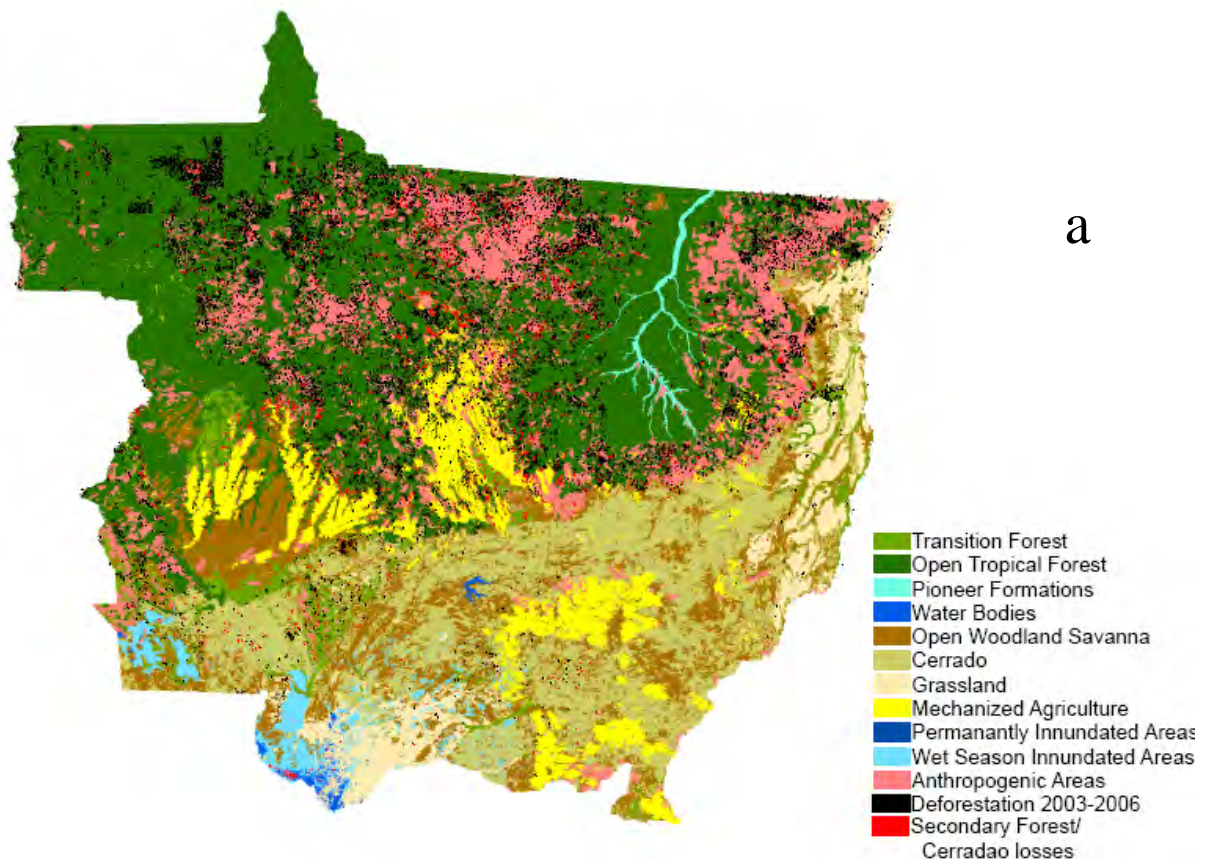 a
Transition Forest
Open Tropical Forest
Pioneer Formations
Water Bodies
Open Woodland Savanna
Cerrado
Grassland
Mechanized Agriculture
Permanantly Innundated Areas
Wet Season Innundated Areas
Anthropogenic Areas
Deforestation 2003-2006
Secondary Forest/
Cerradao losses